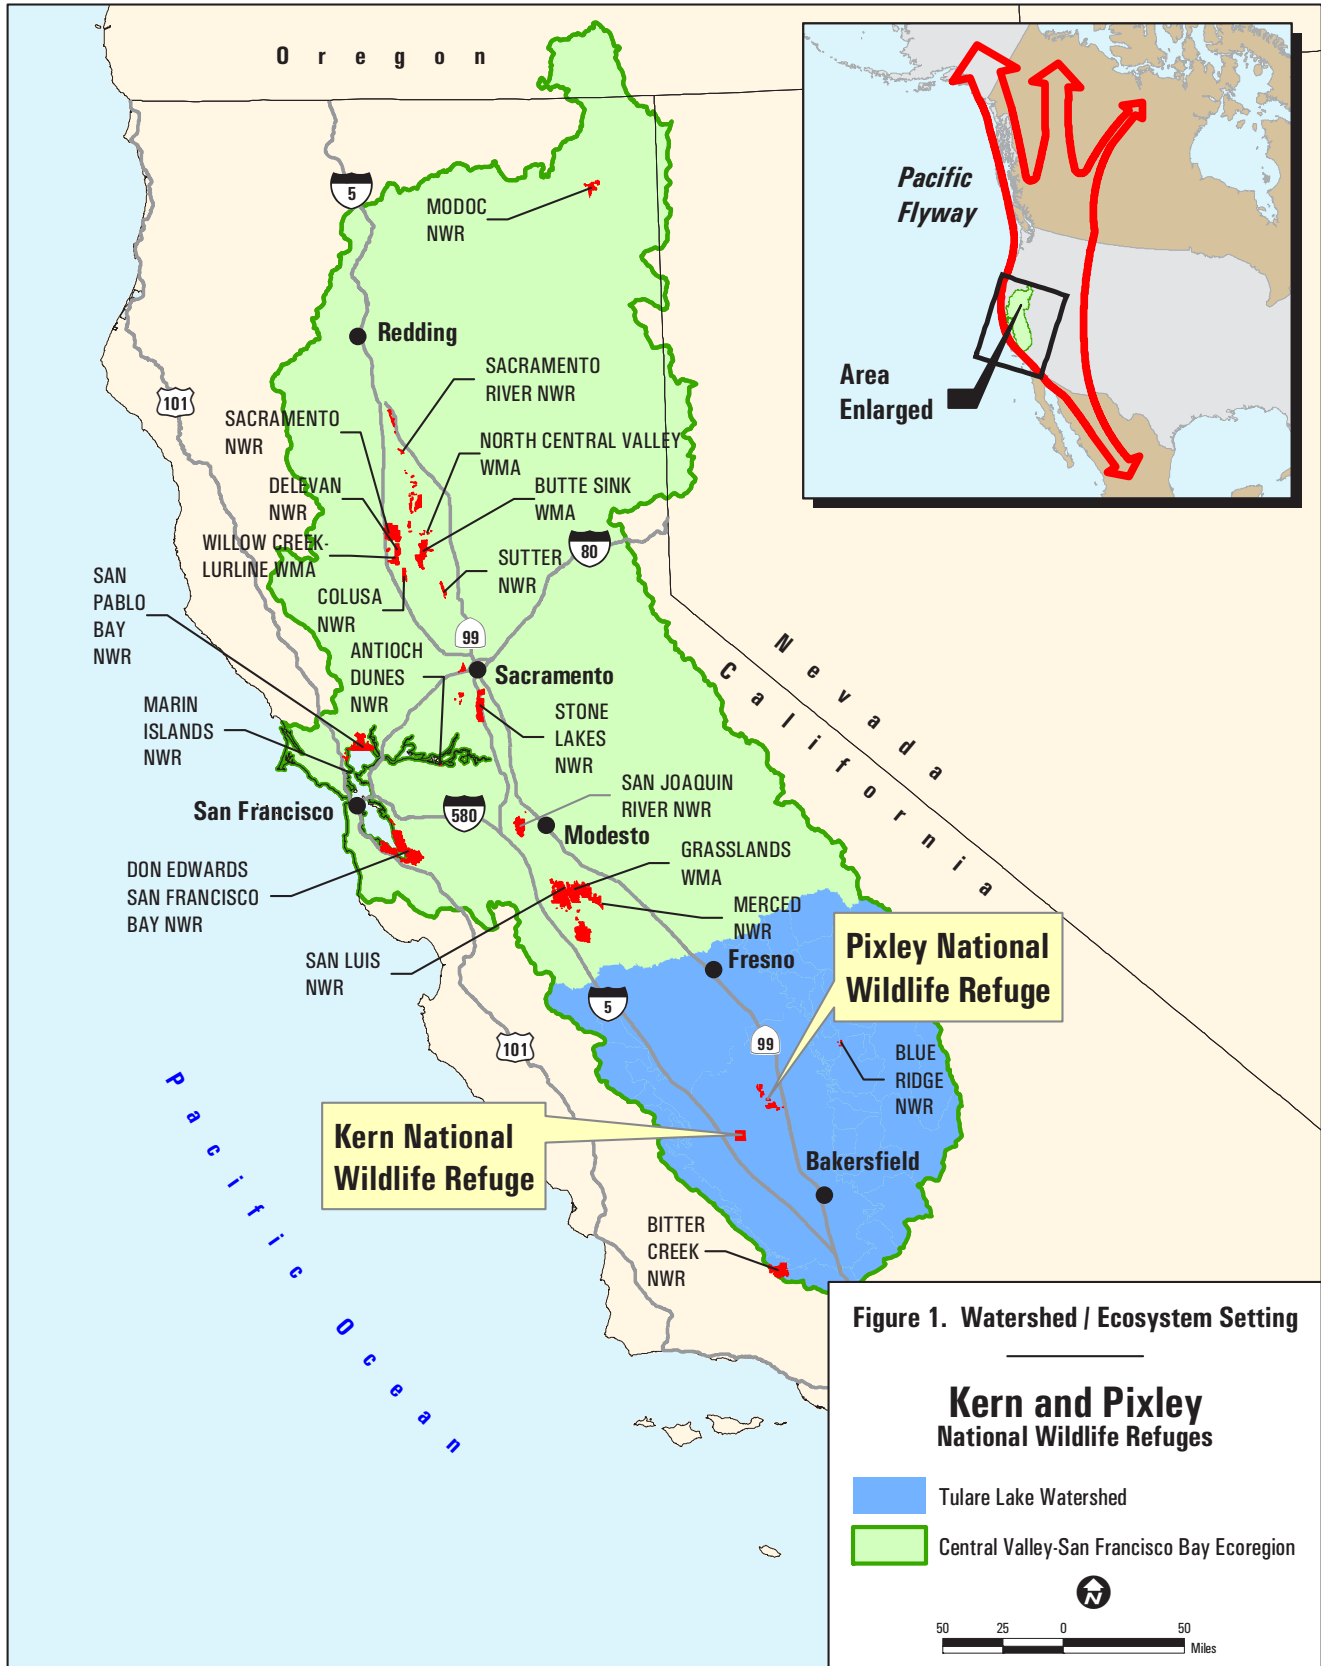 Oregon
5
MODOC
NWR
Redding
101
SACRAMENTO
RIVER NWR
SACRAMENTO
NWR
NORTH CENTRAL VALLEY
WMA
DELEVAN
NWR
BUTTE SINK
WMA
WILLOW CREEK-
LURLINE WMA
80
SUTTER
NWR
SAN
PABLO
BAY
NWR
COLUSA
NWR
99
ANTIOCH
DUNES
NWR
Sacramento
MARIN
ISLANDS
NWR
STONE
LAKES
NWR
Nevada
California
San Francisco
580
SAN JOAQUIN
RIVER NWR
Modesto
GRASSLANDS
WMA
DON EDWARDS
SAN FRANCISCO
BAY NWR
MERCED
NWR
SAN LUIS
NWR
Fresno
Pixley National
Wildlife Refuge
5
99
101
BLUE
RIDGE
NWR
Kern National
Wildlife Refuge
Bakersfield
BITTER
CREEK
NWR
Pacific Ocean
Pacific
Flyway
Area
Enlarged
Figure 1. Watershed / Ecosystem Setting
Kern and Pixley
National Wildlife Refuges
Tulare Lake Watershed
Central Valley-San Francisco Bay Ecoregion
N
50 25 0 50
Miles